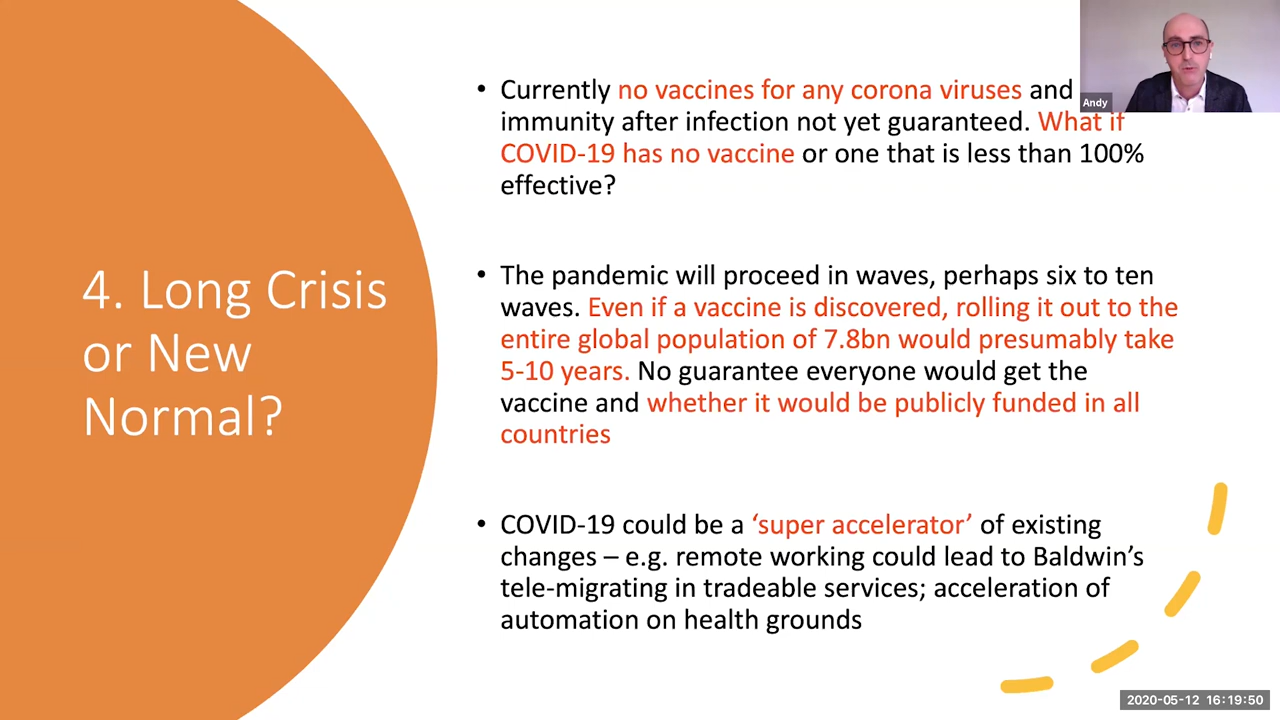 4. Long Crisis
or New
Normal?
• Currently no vaccines for any corona viruses and
immunity after infection not yet guaranteed. What if
COVID-19 has no vaccine or one that is less than 100%
effective?
• The pandemic will proceed in waves, perhaps six to ten
waves. Even if a vaccine is discovered, rolling it out to the
entire global population of 7.8bn would presumably take
5-10 years. No guarantee everyone would get the
vaccine and whether it would be publicly funded in all
countries
• COVID-19 could be a ‘super accelerator’ of existing
changes – e.g. remote working could lead to Baldwin’s
tele-migrating in tradeable services; acceleration of
automation on health grounds
Andy
2020-05-12 16:19:50